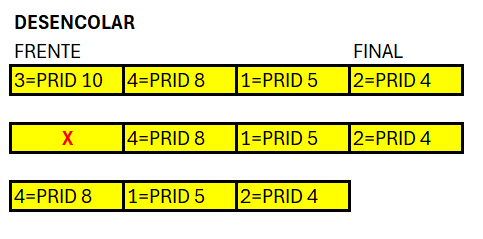 DESENCOLAR
FRENTE FINAL
3=PRID 10 4=PRID 8 1=PRID 5 2=PRID 4
X 4=PRID 8 1=PRID 5 2=PRID 4
4=PRID 8 1=PRID 5 2=PRID 4